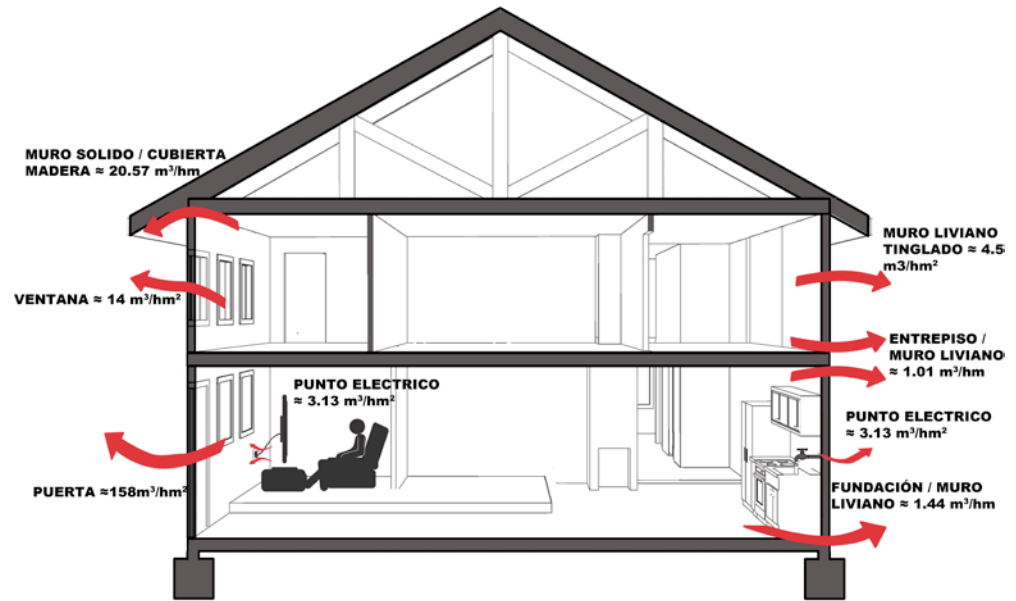 MURO SOLIDO / CUBIERTA
MADERA ≈ 20.57 m³/hm
VENTANA ≈ 14 m³/hm²
PUNTO ELECTRICO
≈ 3.13 m³/hm²
PUERTA ≈158m³/hm²
MURO LIVIANO
TINGLADO ≈ 4.5
m3/hm²
ENTREPISO /
MURO LIVIANO
≈ 1.01 m³/hm
PUNTO ELECTRICO
≈ 3.13 m³/hm²
FUNDACIÓN / MURO
LIVIANO ≈ 1.44 m³/hm